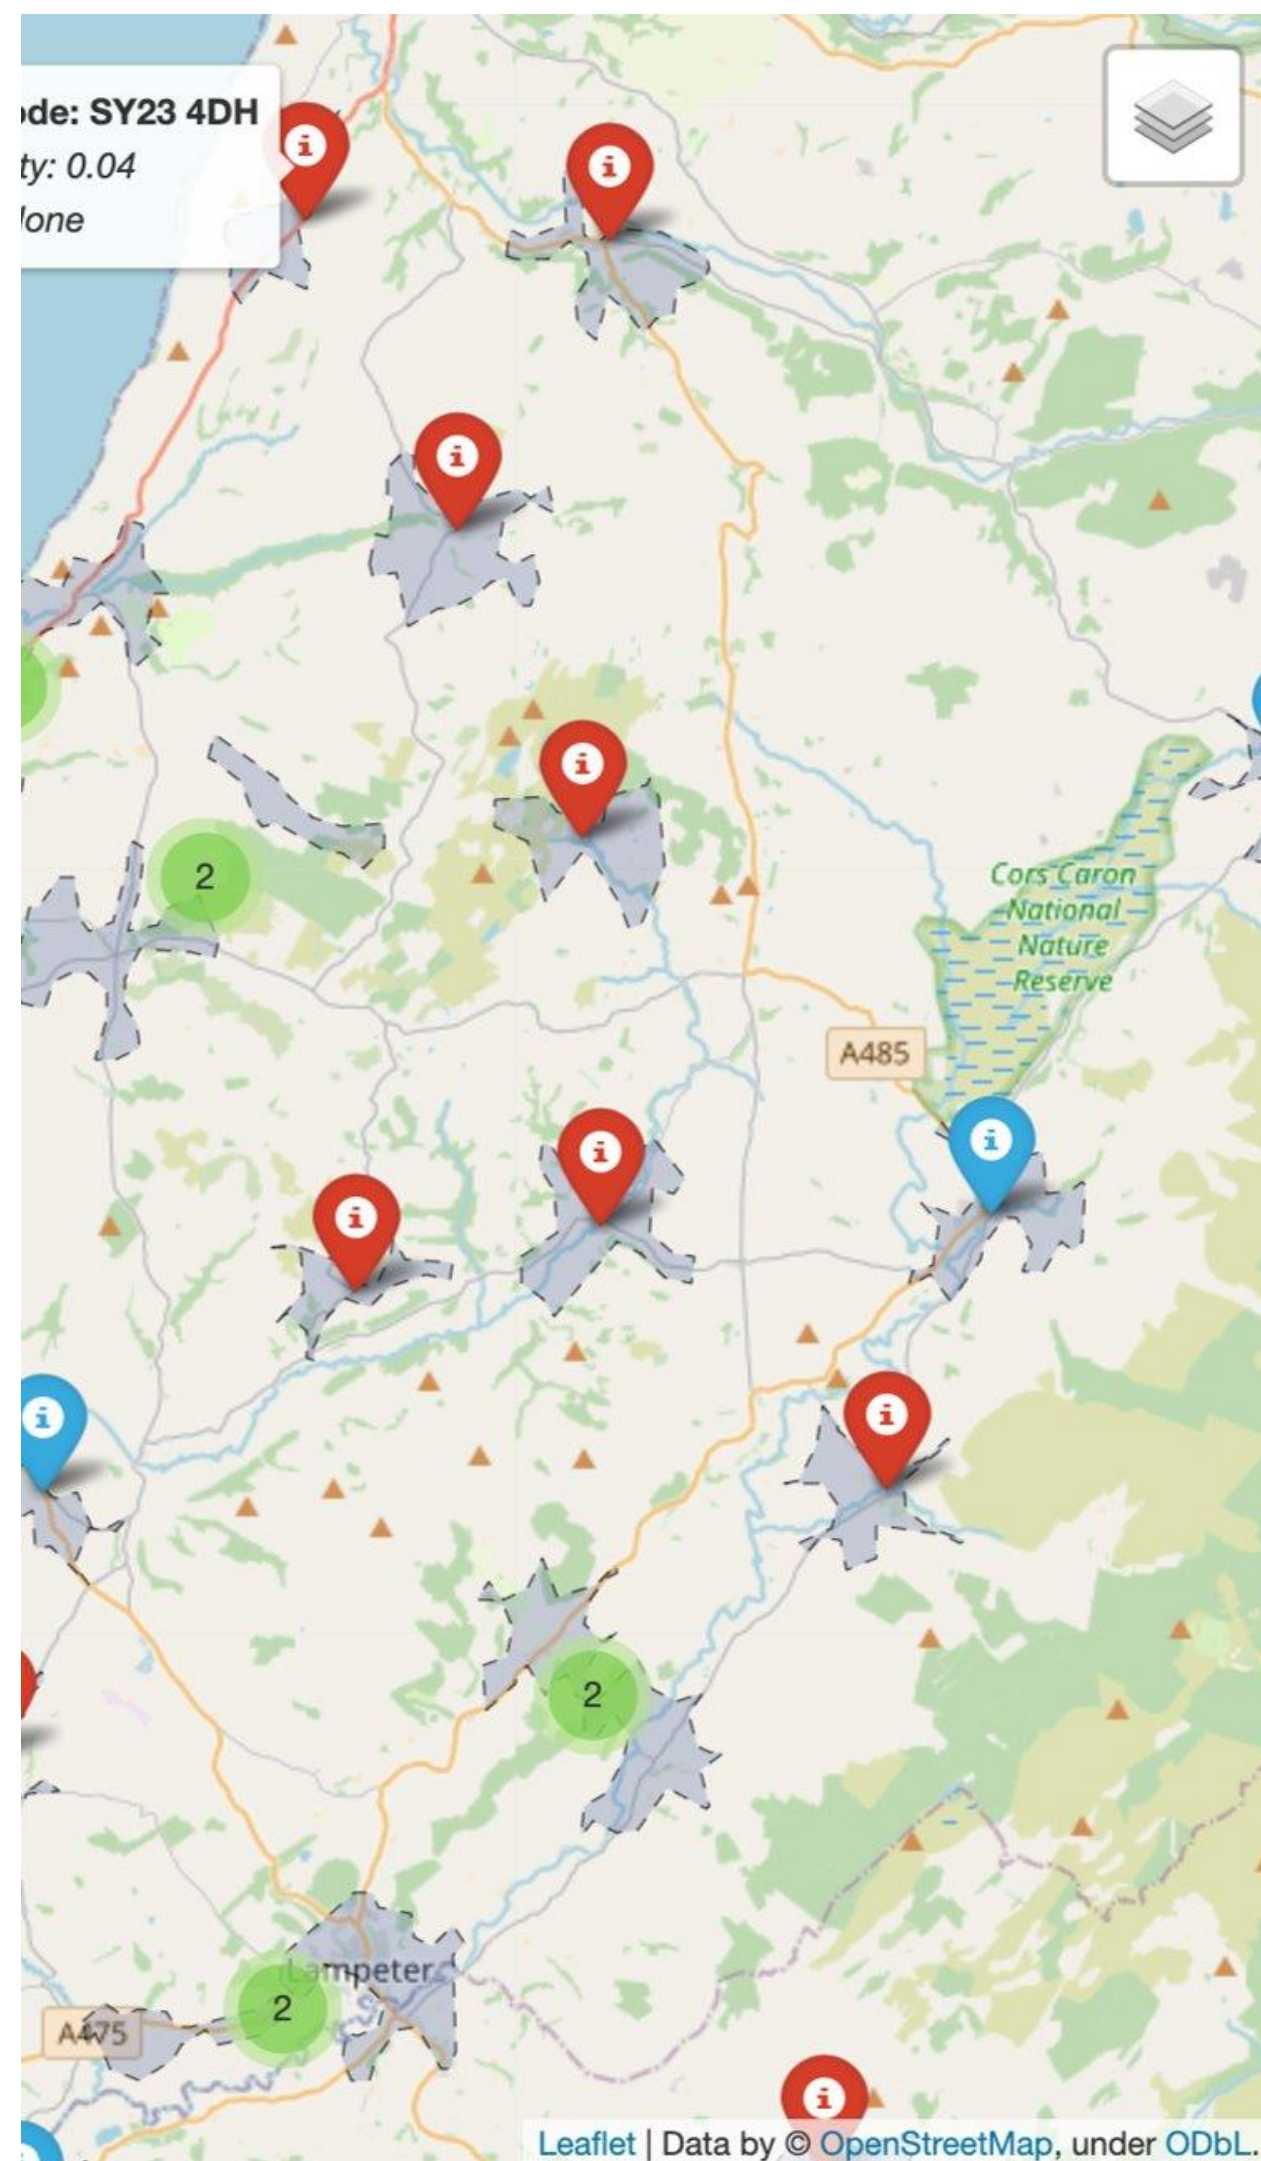 ode: SY23 4DH
ty: 0.04
lone
i
i
i
i
2
Cors Caron
National
Nature
Reserve
A485
i
i
i
i
i
2
Lampeter
2
A475
i
Leaflet | Data by © OpenStreetMap, under ODbL.